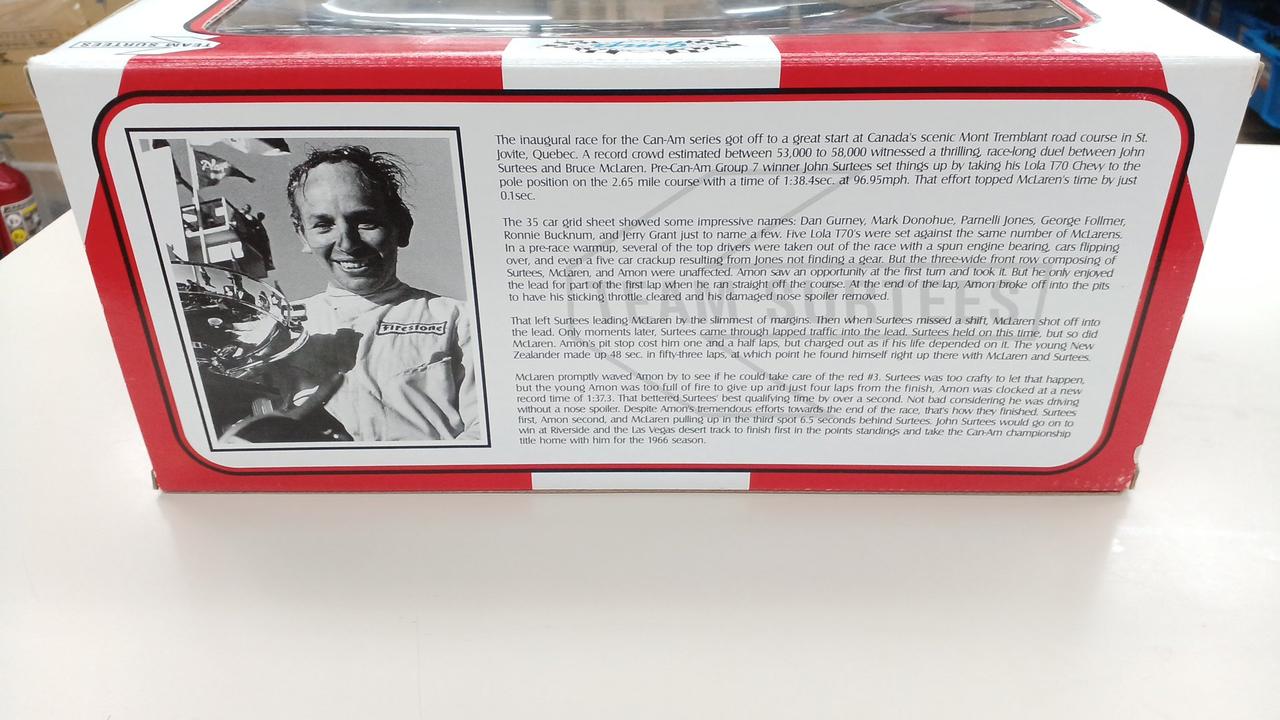 TEAM SURTEES
The inaugural race for the Can-Am series got off to a great start at Canada's scenic Mont Tremblant road course in St.
Jovite, Quebec. A record crowd estimated between 53,000 to 58,000 witnessed a thrilling, race-long duel between John
Surtees and Bruce McLaren. Pre-Can-Am Group 7 winner John Surtees set things up by taking his Lola T70 Chevy to the
pole position on the 2.65 mile course with a time of 1:38.4sec. at 96.95mph. That effort topped McLaren's time by just
0.1sec.
The 35 car grid sheet showed some impressive names: Dan Gurney, Mark Donohue, Parnelli Jones, George Follmer,
Ronnie Bucknum, and Jerry Grant just to name a few. Five Lola T70's were set against the same number of McLarens.
In a pre-race warmup, several of the top drivers were taken out of the race with a spun engine bearing, cars flipping
over, and even a five car crackup resulting from Jones not finding a gear. But the three-wide front row composing of
Surtees, McLaren, and Amon were unaffected. Amon saw an opportunity at the first turn and took it. But he only enjoyed
the lead for part of the first lap when he ran straight off the course. At the end of the lap, Amon broke off into the pits
to have his sticking throttle cleared and his damaged nose spoiler removed.
TEAM SURTEES
That left Surtees leading McLaren by the slimmest of margins. Then when Surtees missed a shift, McLaren shot off into
the lead. Only moments later, Surtees came through lapped traffic into the lead. Surtees held on this time, but so did
McLaren. Amon's pit stop cost him one and a half laps, but charged out as if his life depended on it. The young New
Zealander made up 48 sec. in fifty-three laps, at which point he found himself right up there with McLaren and Surtees.
McLaren promptly waved Amon by to see if he could take care of the red #3. Surtees was too crafty to let that happen,
but the young Amon was too full of fire to give up and just four laps from the finish, Amon was clocked at a new
record time of 1:37.3. That bettered Surtees' best qualifying time by over a second. Not bad considering he was driving
without a nose spoiler. Despite Amon's tremendous efforts towards the end of the race, that's how they finished. Surtees
first, Amon second, and McLaren pulling up in the third spot 6.5 seconds behind Surtees. John Surtees would go on to
win at Riverside and the Las Vegas desert track to finish first in the points standings and take the Can-Am championship
title home with him for the 1966 season.
Firestone